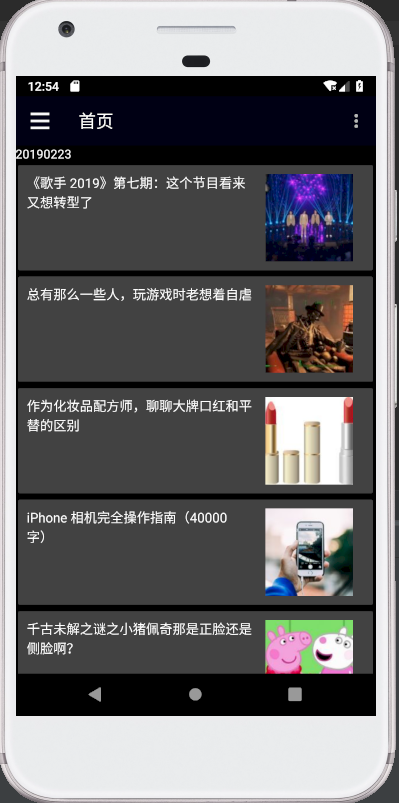 12:54
首页
20190223
《歌手 2019》第七期：这个节目看来
又想转型了
总有那么一些人，玩游戏时老想着自虐
作为化妆品配方师，聊聊大牌口红和平
替的区别
iPhone 相机完全操作指南（40000
字）
千古未解之谜之小猪佩奇那是正脸还是
侧脸啊？